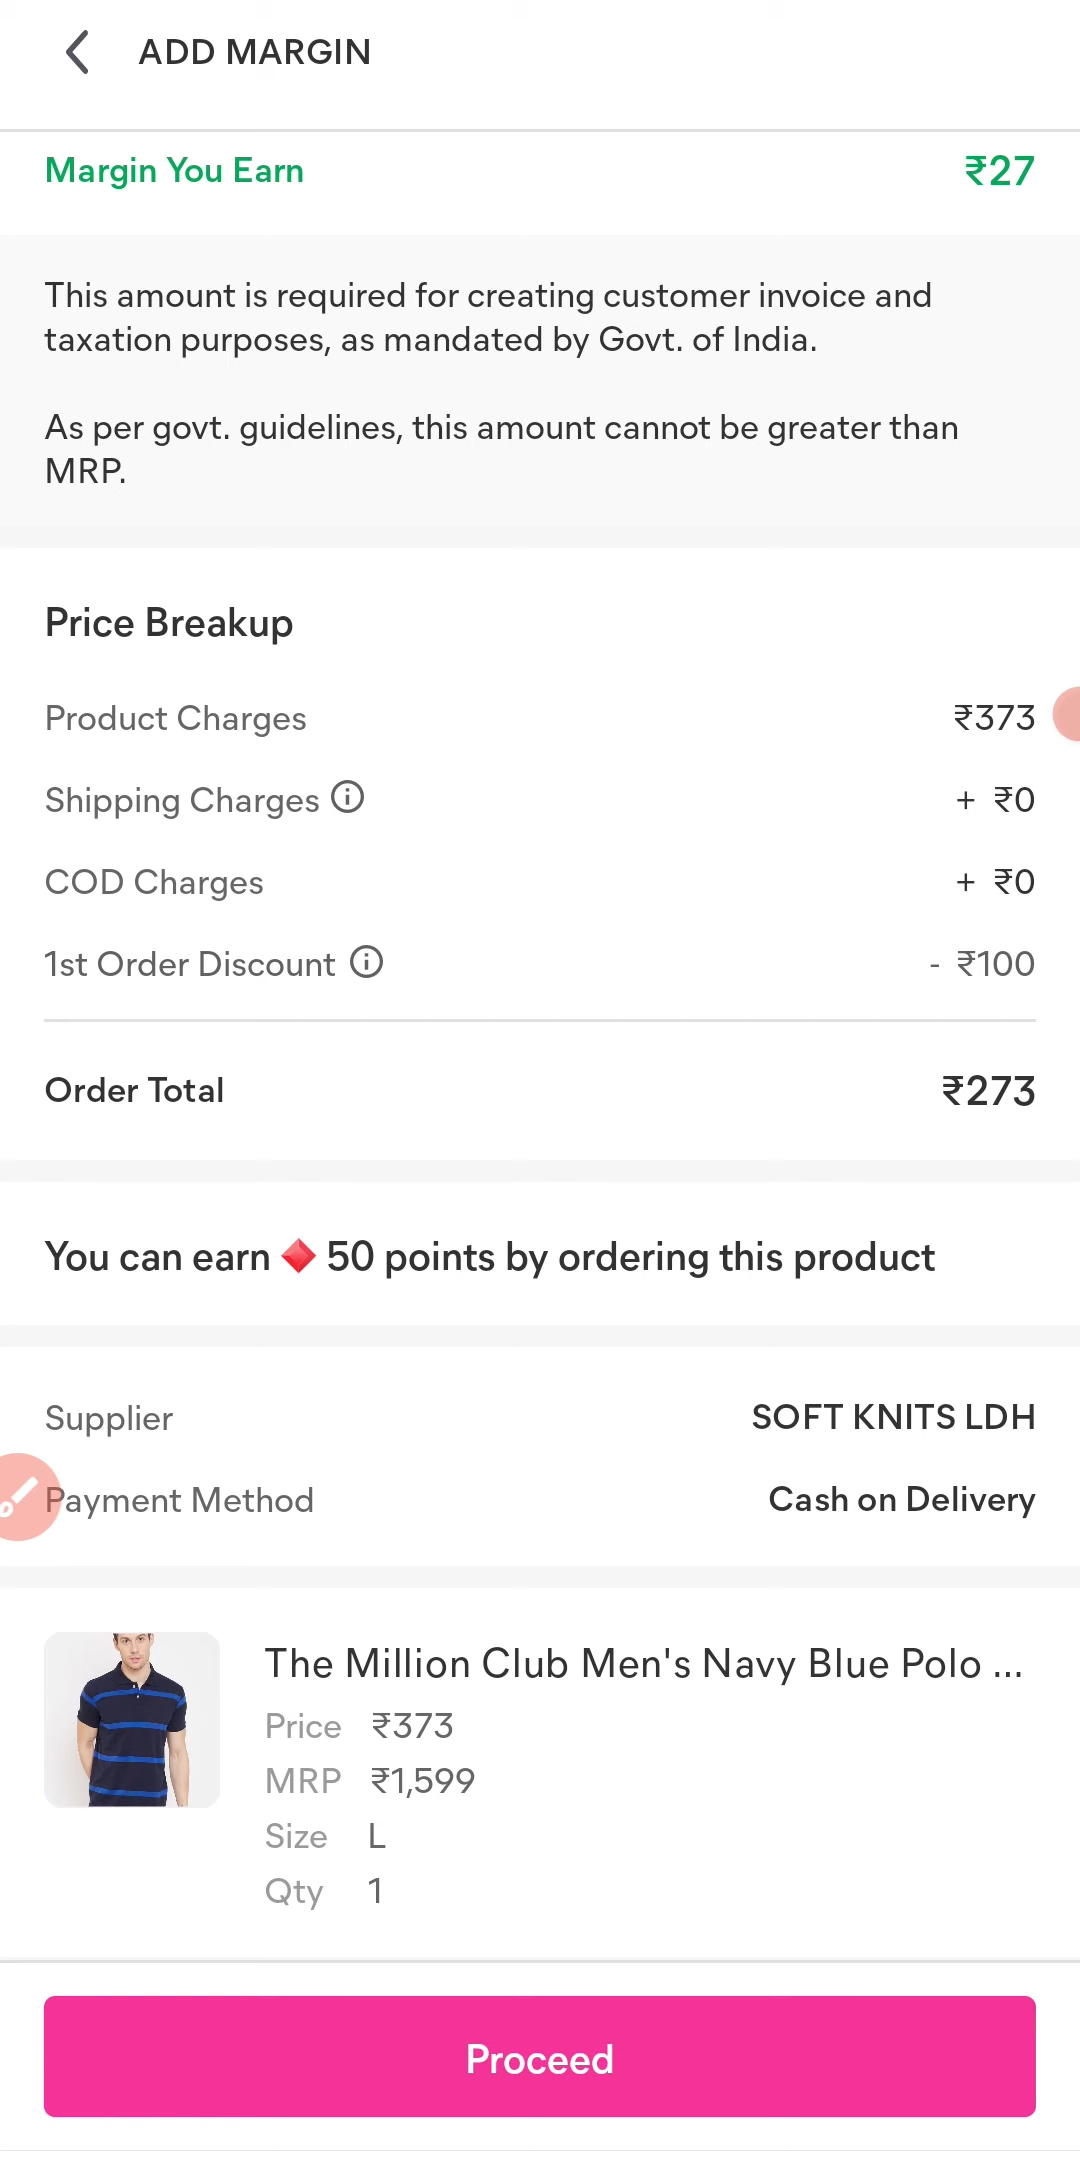 ADD MARGIN
Margin You Earn ₹27
This amount is required for creating customer invoice and
taxation purposes, as mandated by Govt. of India.
As per govt. guidelines, this amount cannot be greater than
MRP.
Price Breakup
Product Charges ₹373
Shipping Charges + ₹0
COD Charges + ₹0
1st Order Discount - ₹100
Order Total ₹273
You can earn 50 points by ordering this product
Supplier SOFT KNITS LDH
Payment Method Cash on Delivery
The Million Club Men's Navy Blue Polo ...
Price ₹373
MRP ₹1,599
Size L
Qty 1
Proceed